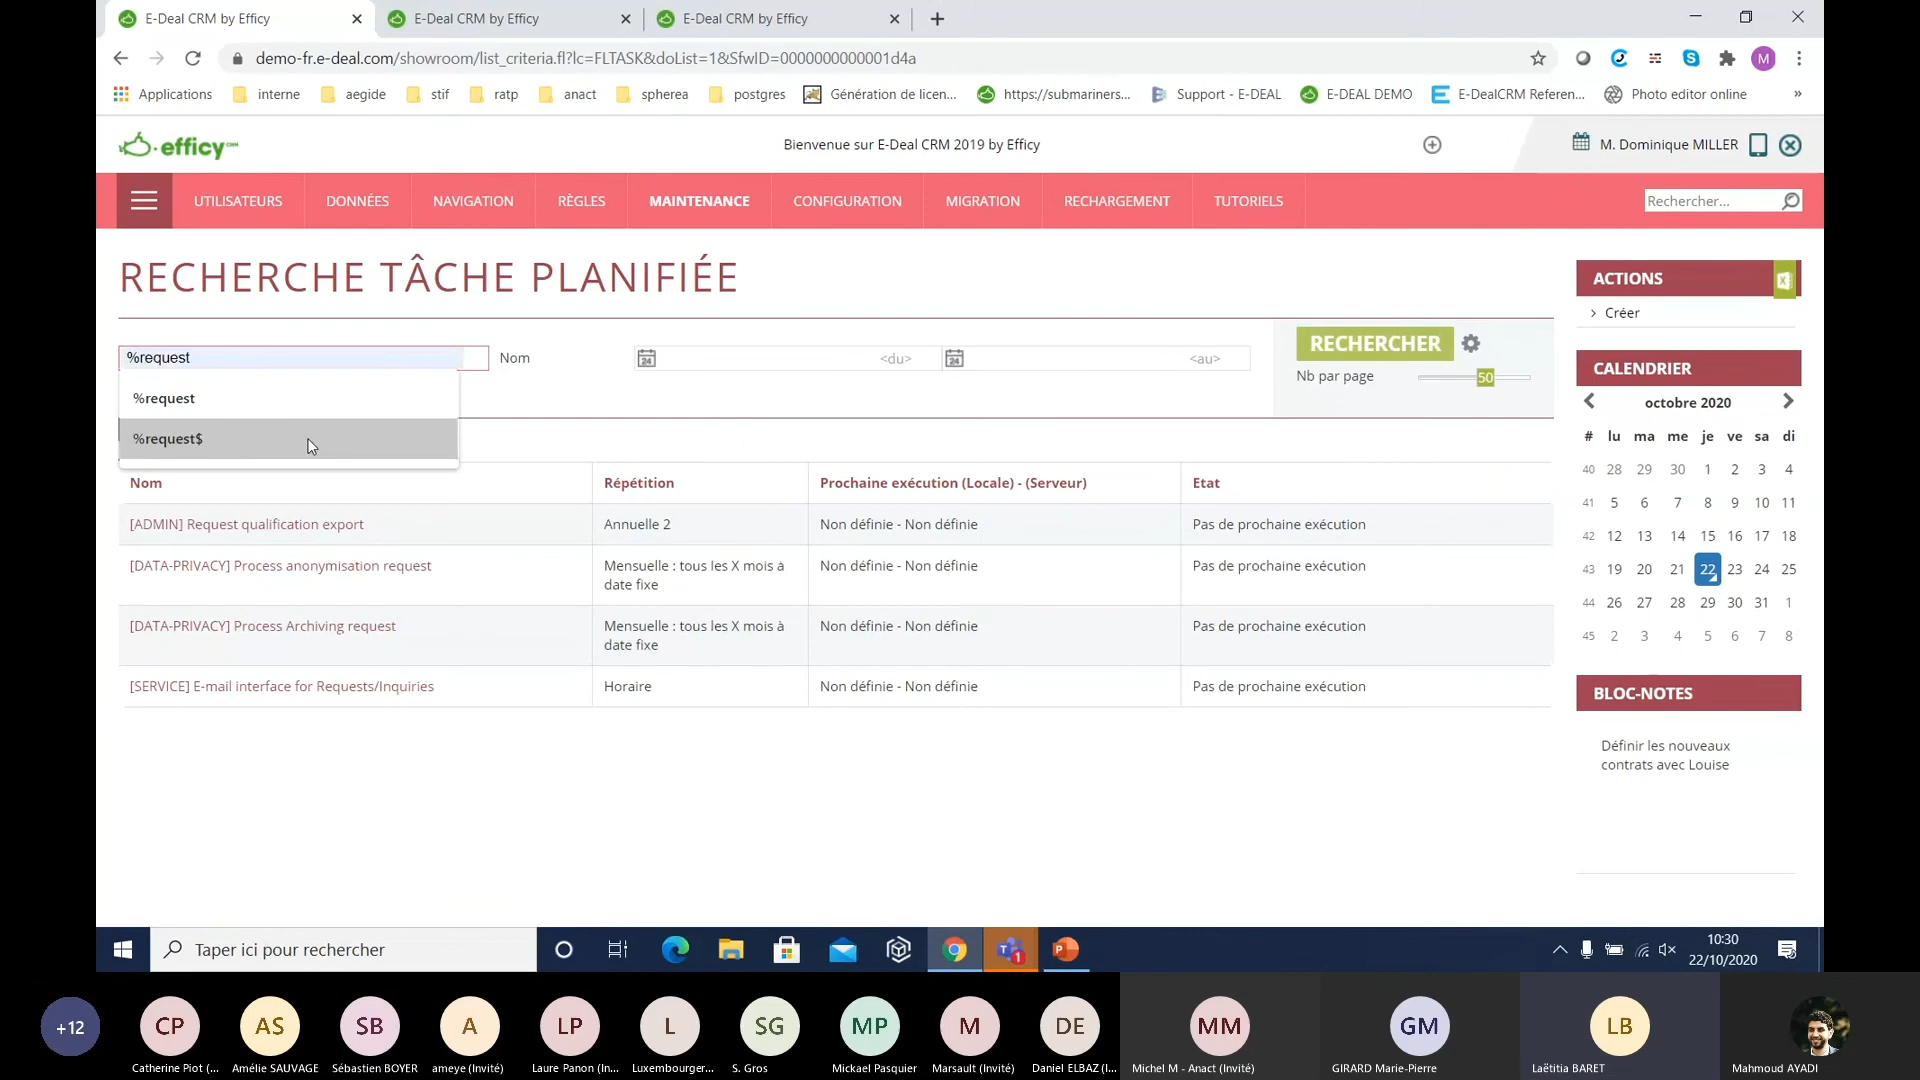 E-Deal CRM by Efficy
E-Deal CRM by Efficy
E-Deal CRM by Efficy
demo-fr.e-deal.com/showroom/list_criteria.fl?lc=FLTASK&doList=1&SfwID=0000000000001d4a
M
Applications
interne
aegide
stif
ratp
anact
spherea
postgres
Génération de licen...
https://submariners...
Support - E-DEAL
E-DEAL DEMO
E-DealCRM Referen...
Photo editor online
»
efficy CRM
Bienvenue sur E-Deal CRM 2019 by Efficy
M. Dominique MILLER
UTILISATEURS
DONNÉES
NAVIGATION
RÈGLES
MAINTENANCE
CONFIGURATION
MIGRATION
RECHARGEMENT
TUTORIELS
Rechercher...
RECHERCHE TÂCHE PLANIFIÉE
%request
Nom
24
<du>
24
<au>
RECHERCHER
Nb par page
50
%request
%request$
Nom
Répétition
Prochaine exécution (Locale) - (Serveur)
Etat
[ADMIN] Request qualification export
Annuelle 2
Non définie - Non définie
Pas de prochaine exécution
[DATA-PRIVACY] Process anonymisation request
Mensuelle : tous les X mois à
date fixe
Non définie - Non définie
Pas de prochaine exécution
[DATA-PRIVACY] Process Archiving request
Mensuelle : tous les X mois à
date fixe
Non définie - Non définie
Pas de prochaine exécution
[SERVICE] E-mail interface for Requests/Inquiries
Horaire
Non définie - Non définie
Pas de prochaine exécution
ACTIONS
> Créer
CALENDRIER
octobre 2020
# lu ma me je ve sa di
40 28 29 30 1 2 3 4
41 5 6 7 8 9 10 11
42 12 13 14 15 16 17 18
43 19 20 21 22 23 24 25
44 26 27 28 29 30 31 1
45 2 3 4 5 6 7 8
BLOC-NOTES
Définir les nouveaux
contrats avec Louise
Taper ici pour rechercher
1
10:30
22/10/2020
+12
CP
AS
SB
A
LP
L
SG
MP
M
DE
MM
GM
LB
Catherine Piot (...
Amélie SAUVAGE
Sébastien BOYER
ameye (Invité)
Laure Panon (In...
Luxembourger...
S. Gros
Mickael Pasquier
Marsault (Invité)
Daniel ELBAZ (I...
Michel M - Anact (Invité)
GIRARD Marie-Pierre
Laëtitia BARET
Mahmoud AYADI